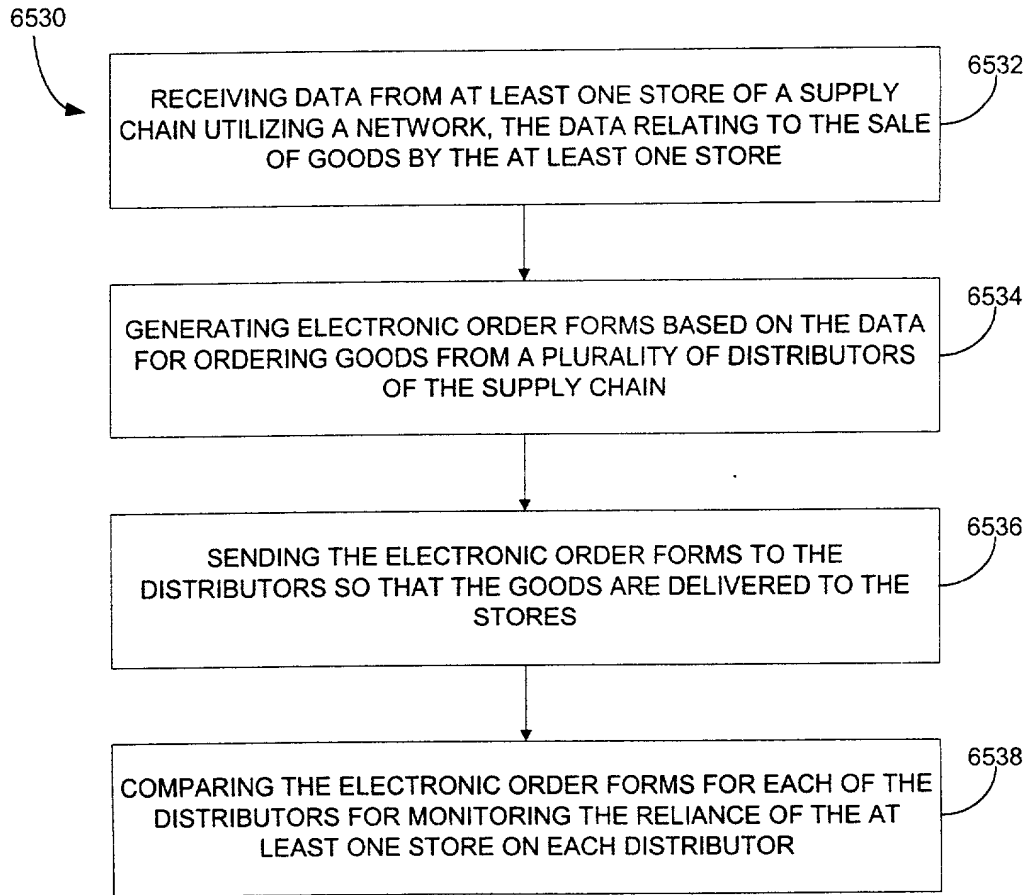 6530
6532
RECEIVING DATA FROM AT LEAST ONE STORE OF A SUPPLY
CHAIN UTILIZING A NETWORK, THE DATA RELATING TO THE SALE
OF GOODS BY THE AT LEAST ONE STORE
6534
GENERATING ELECTRONIC ORDER FORMS BASED ON THE DATA
FOR ORDERING GOODS FROM A PLURALITY OF DISTRIBUTORS
OF THE SUPPLY CHAIN
6536
SENDING THE ELECTRONIC ORDER FORMS TO THE
DISTRIBUTORS SO THAT THE GOODS ARE DELIVERED TO THE
STORES
6538
COMPARING THE ELECTRONIC ORDER FORMS FOR EACH OF THE
DISTRIBUTORS FOR MONITORING THE RELIANCE OF THE AT
LEAST ONE STORE ON EACH DISTRIBUTOR